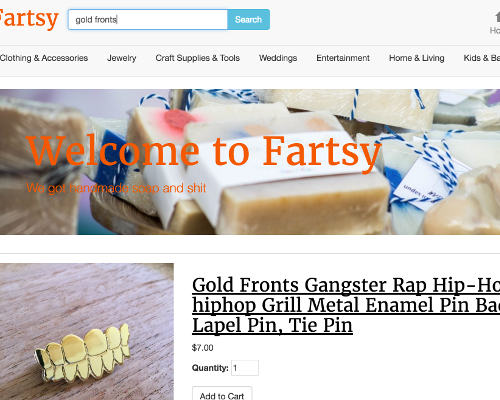 Fartsy
gold fronts
Search
Clothing & Accessories Jewelry Craft Supplies & Tools Weddings Entertainment Home & Living Kids & Ba
Ho
Welcome to Fartsy
We got handmade soap and shit
under
Gold Fronts Gangster Rap Hip-Ho
hiphop Grill Metal Enamel Pin Bad
Lapel Pin, Tie Pin
$7.00
Quantity: 1
Add to Cart